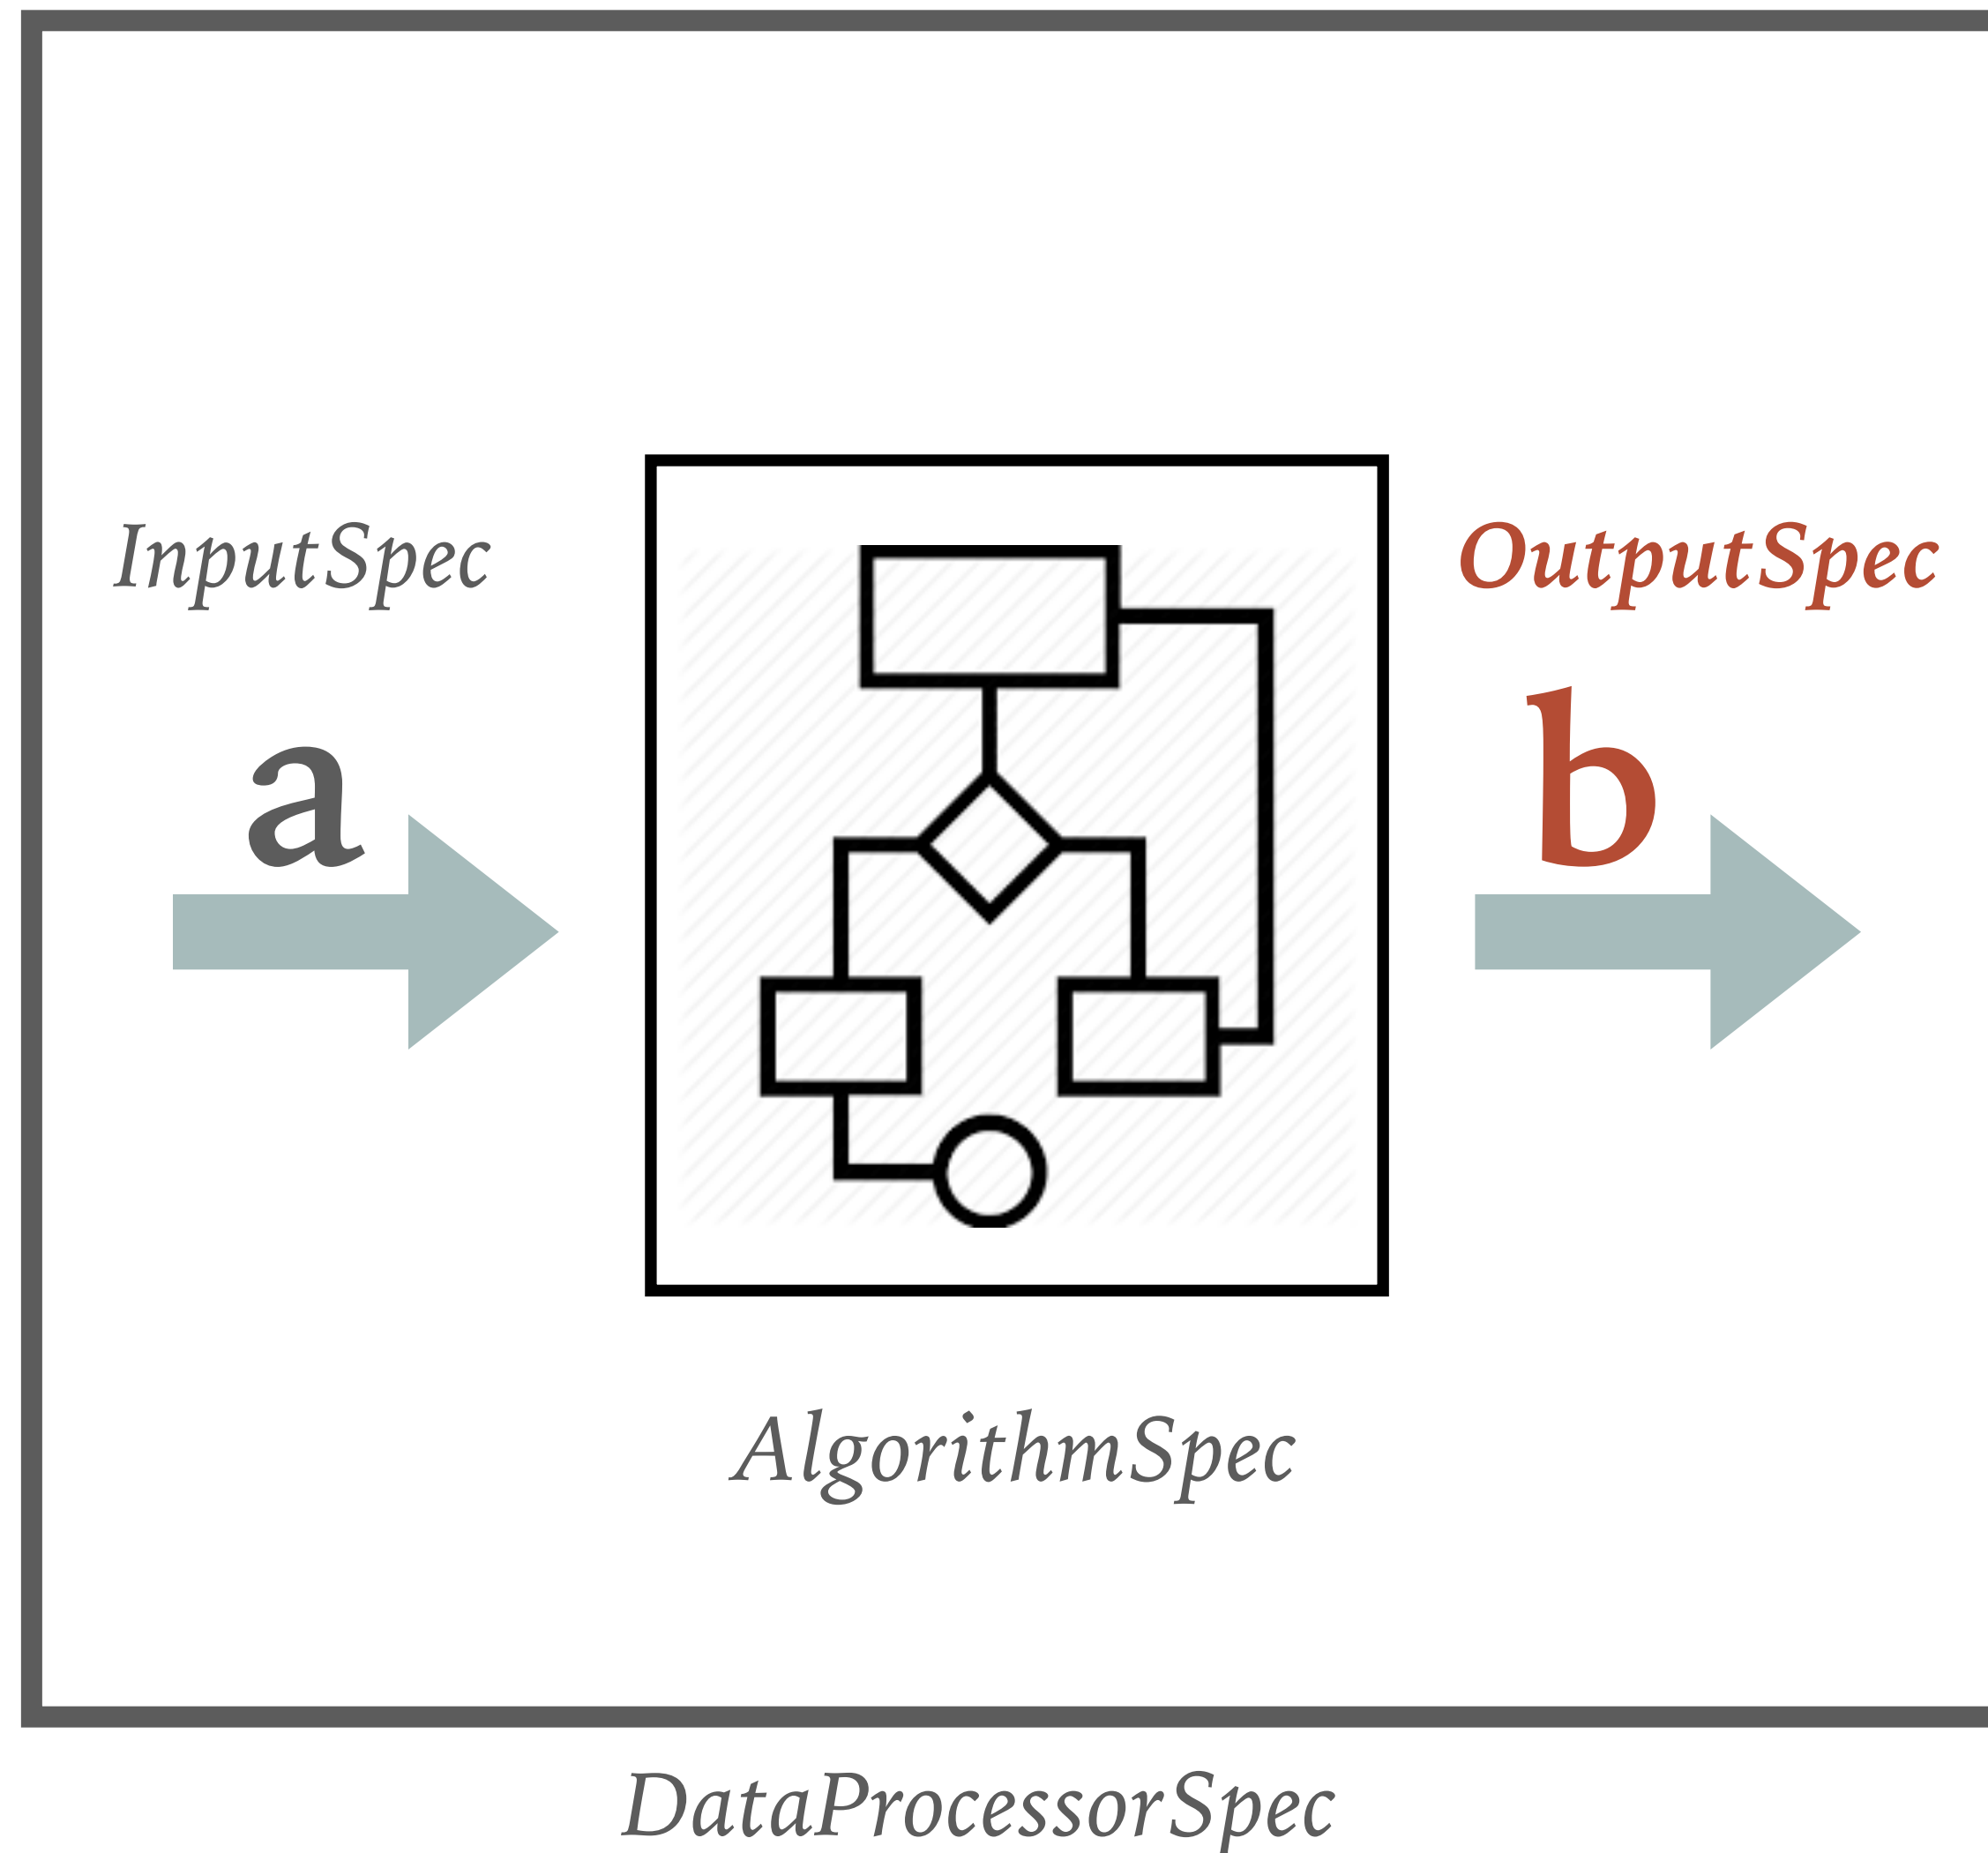 InputSpec
OutputSpec
a
b
AlgorithmSpec
DataProcessorSpec